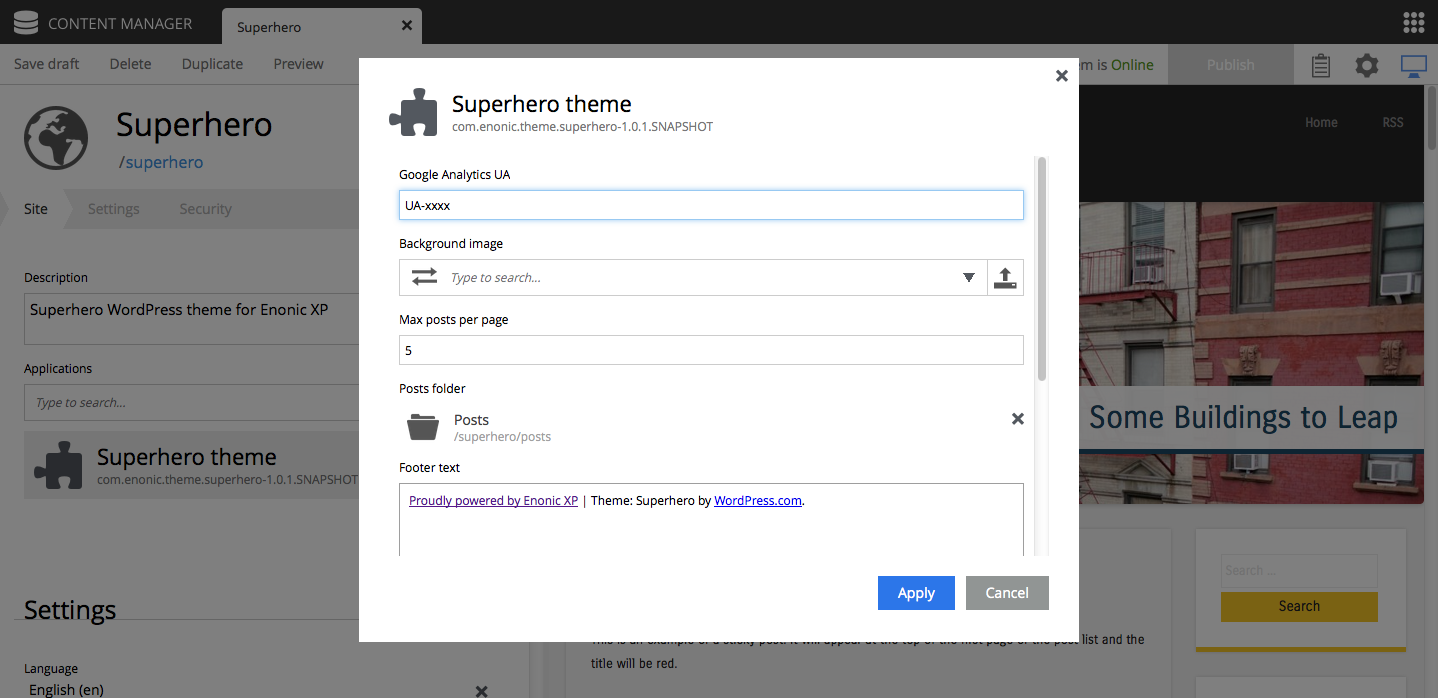 CONTENT MANAGER
Superhero
Save draft
Delete
Duplicate
Preview
m is Online
Publish
Superhero
/superhero
Site
Settings
Security
Description
Superhero WordPress theme for Enonic XP
Applications
Type to search...
Superhero theme
com.enonic.theme.superhero-1.0.1.SNAPSHOT
Settings
Language
English (en)
Superhero theme
com.enonic.theme.superhero-1.0.1.SNAPSHOT
Google Analytics UA
UA-xxxx
Background image
Type to search...
Max posts per page
5
Posts folder
Posts
/superhero/posts
Footer text
Proudly powered by Enonic XP | Theme: Superhero by WordPress.com.
Apply
Cancel
Home
RSS
Some Buildings to Leap
Search ...
Search
This is an example of a sticky post. It will appear at the top of the first page of the post list and the
title will be red.